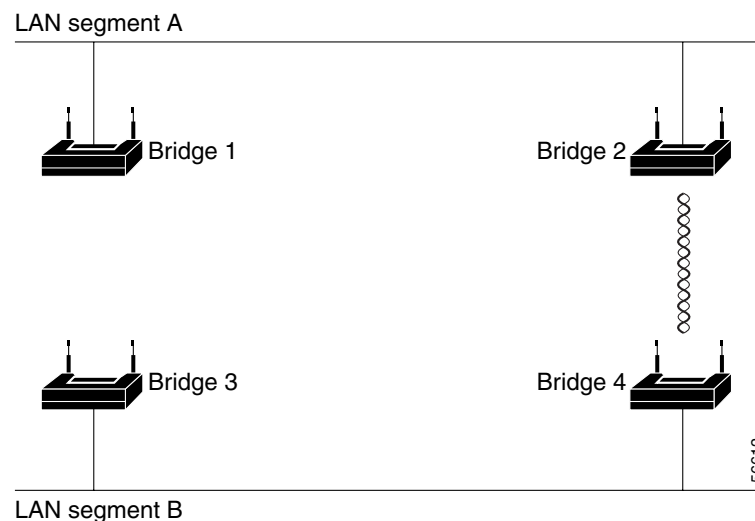 LAN segment A
Bridge 1
Bridge 2
Bridge 3
Bridge 4
LAN segment B